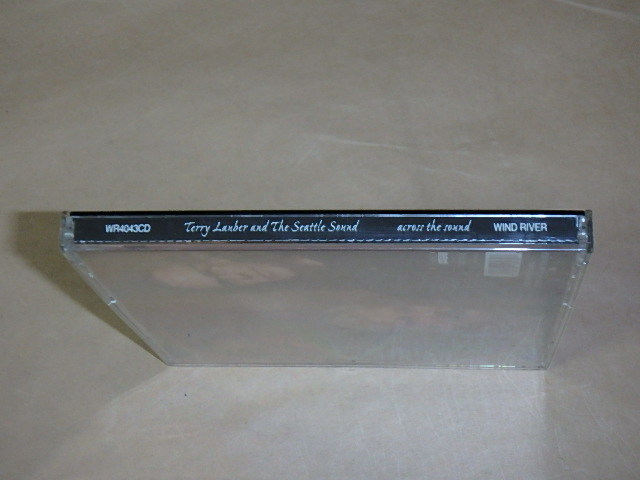 WR4043CD Terry Lauber and The Seattle Sound across the sound WIND RIVER